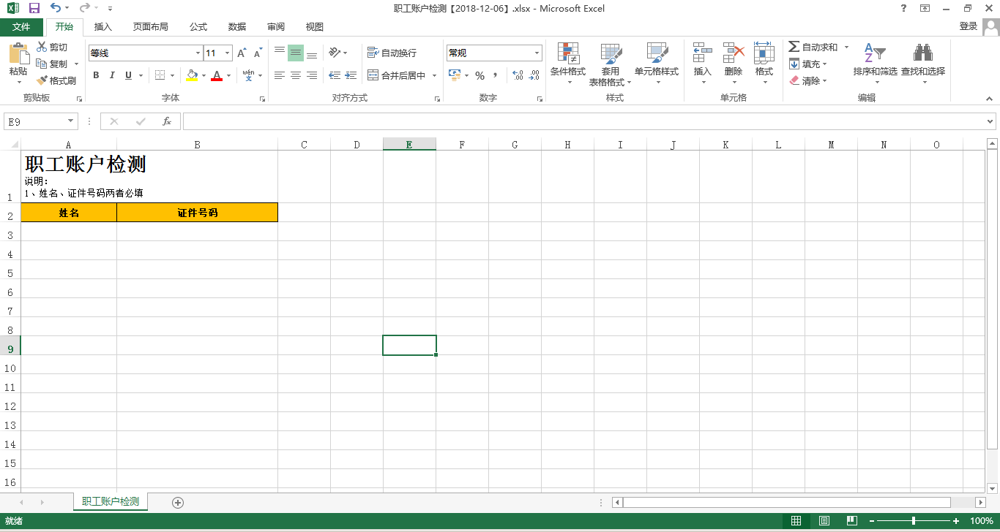 职工账户检测【2018-12-06】.xlsx - Microsoft Excel
?
文件 开始 插入 页面布局 公式 数据 审阅 视图 登录
粘贴 剪切 复制 格式刷
剪贴板
等线 11 A A
B I U A wén 文
字体
自动换行
合并后居中
对齐方式
常规
% , .0 .00 .00 .0
数字
条件格式 套用 表格格式 单元格样式
样式
插入 删除 格式
单元格
Σ 自动求和
填充
清除
A Z 排序和筛选 查找和选择
编辑
E9 fx
A B C D E F G H I J K L M N O
职工账户检测
说明:
1、姓名、证件号码两者必填
1
2 姓名 证件号码
3
4
5
6
7
8
9
10
11
12
13
14
15
16
职工账户检测
就绪 100%